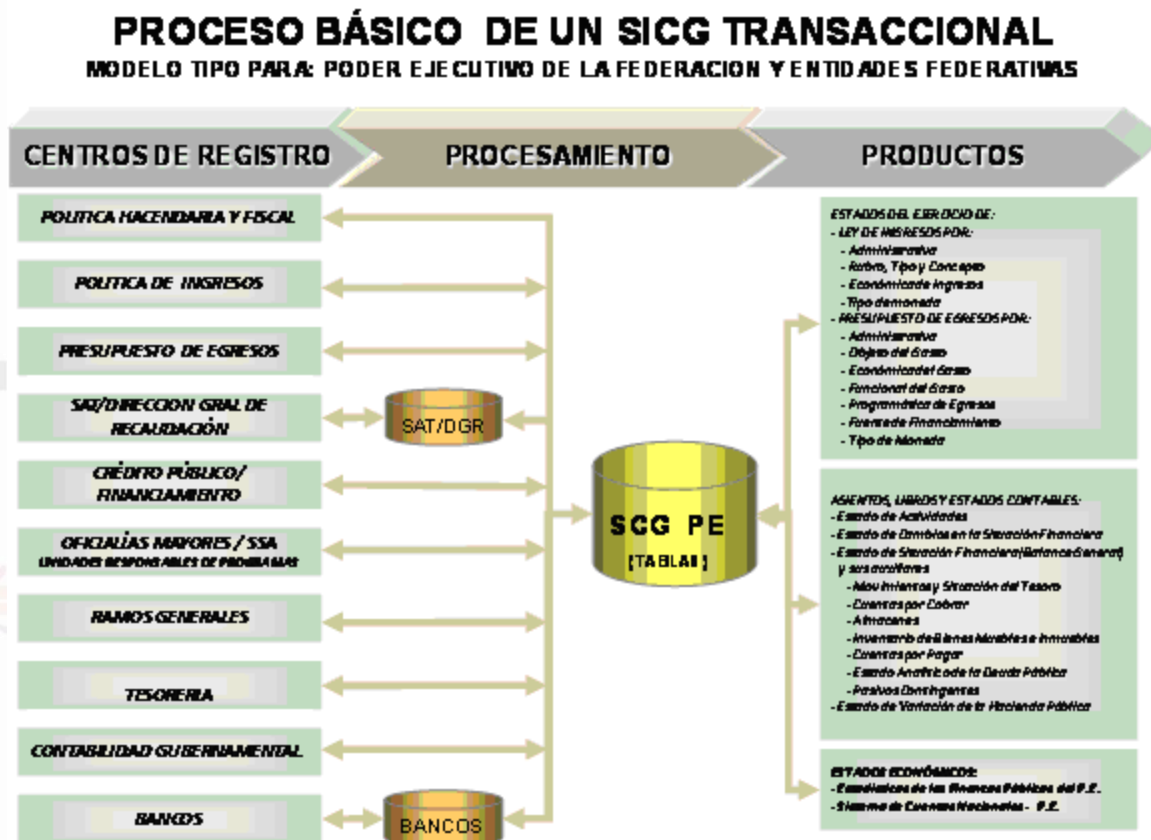 PROCESO BÁSICO DE UN SICG TRANSACCIONAL
MODELO TIPO PARA: PODER EJECUTIVO DE LA FEDERACION Y ENTIDADES FEDERATIVAS
CENTROS DE REGISTRO
PROCESAMIENTO
PRODUCTOS
POLITICA HACENDARIA Y FISCAL
POLITICA DE INGRESOS
PRESUPUESTO DE EGRESOS
SAT/DIRECCION GRAL DE
RECAUDACIÓN
CRÉDITO PÚBLICO/
FINANCIAMIENTO
OFICIALÍAS MAYORES / SSA
UNIDADES RESPONSABLES DE PROGRAMAS
RAMOS GENERALES
TESORERIA
CONTABILIDAD GUBERNAMENTAL
BANCOS
SAT/DGR
BANCOS
SCG PE
(TABLAS)
ESTADOS DEL EJERCICIO DE:
- LEY DE INGRESOS POR:
- Administrativa
- Rubro, Tipo y Concepto
- Económica de Ingresos
- Tipo de moneda
- PRESUPUESTO DE EGRESOS POR:
- Administrativa
- Objeto del Gasto
- Económica del Gasto
- Funcional del Gasto
- Programática de Egresos
- Fuente de Financiamiento
- Tipo de Moneda
ASIENTOS, LIBROS Y ESTADOS CONTABLES:
- Estado de Actividades
- Estado de Cambios en la Situación Financiera
- Estado de Situación Financiera (Balance General)
y sus auxiliares
- Movimientos y Situación del Tesoro
- Cuentas por Cobrar
- Almacenes
- Inventario de Bienes Muebles e Inmuebles
- Cuentas por Pagar
- Estado Analítico de la Deuda Pública
- Pasivos Contingentes
- Estado de Variación de la Hacienda Pública
ESTADOS ECONÓMICOS:
- Estadísticas de las Finanzas Públicas del P.E.
- Sistema de Cuentas Nacionales - P.E.